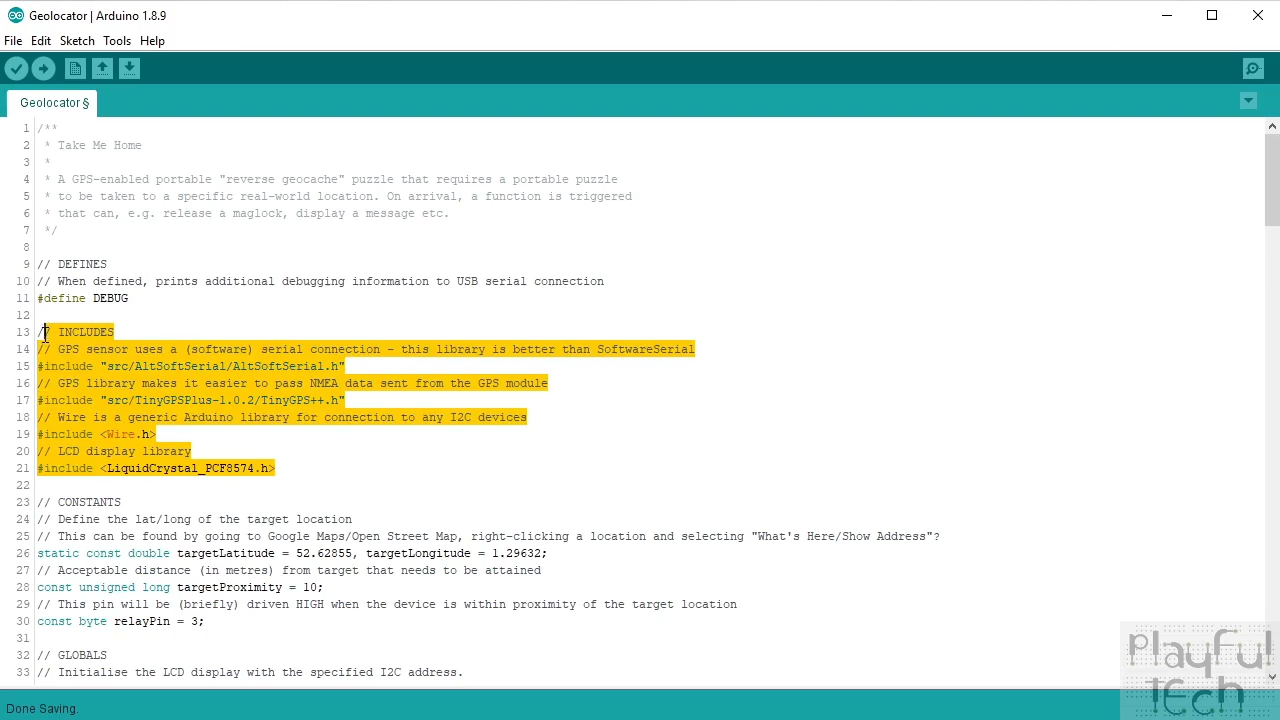 Geolocator | Arduino 1.8.9
File Edit Sketch Tools Help
Geolocator §
1 /**
2 * Take Me Home
3 *
4 * A GPS-enabled portable "reverse geocache" puzzle that requires a portable puzzle
5 * to be taken to a specific real-world location. On arrival, a function is triggered
6 * that can, e.g. release a maglock, display a message etc.
7 */
8
9 // DEFINES
10 // When defined, prints additional debugging information to USB serial connection
11 #define DEBUG
12
13 // INCLUDES
14 // GPS sensor uses a (software) serial connection - this library is better than SoftwareSerial
15 #include "src/AltSoftSerial/AltSoftSerial.h"
16 // GPS library makes it easier to pass NMEA data sent from the GPS module
17 #include "src/TinyGPSPlus-1.0.2/TinyGPS++.h"
18 // Wire is a generic Arduino library for connection to any I2C devices
19 #include <Wire.h>
20 // LCD display library
21 #include <LiquidCrystal_PCF8574.h>
22
23 // CONSTANTS
24 // Define the lat/long of the target location
25 // This can be found by going to Google Maps/Open Street Map, right-clicking a location and selecting "What's Here/Show Address"?
26 static const double targetLatitude = 52.62855, targetLongitude = 1.29632;
27 // Acceptable distance (in metres) from target that needs to be attained
28 const unsigned long targetProximity = 10;
29 // This pin will be (briefly) driven HIGH when the device is within proximity of the target location
30 const byte relayPin = 3;
31
32 // GLOBALS
33 // Initialise the LCD display with the specified I2C address.
Done Saving.
playful
tech